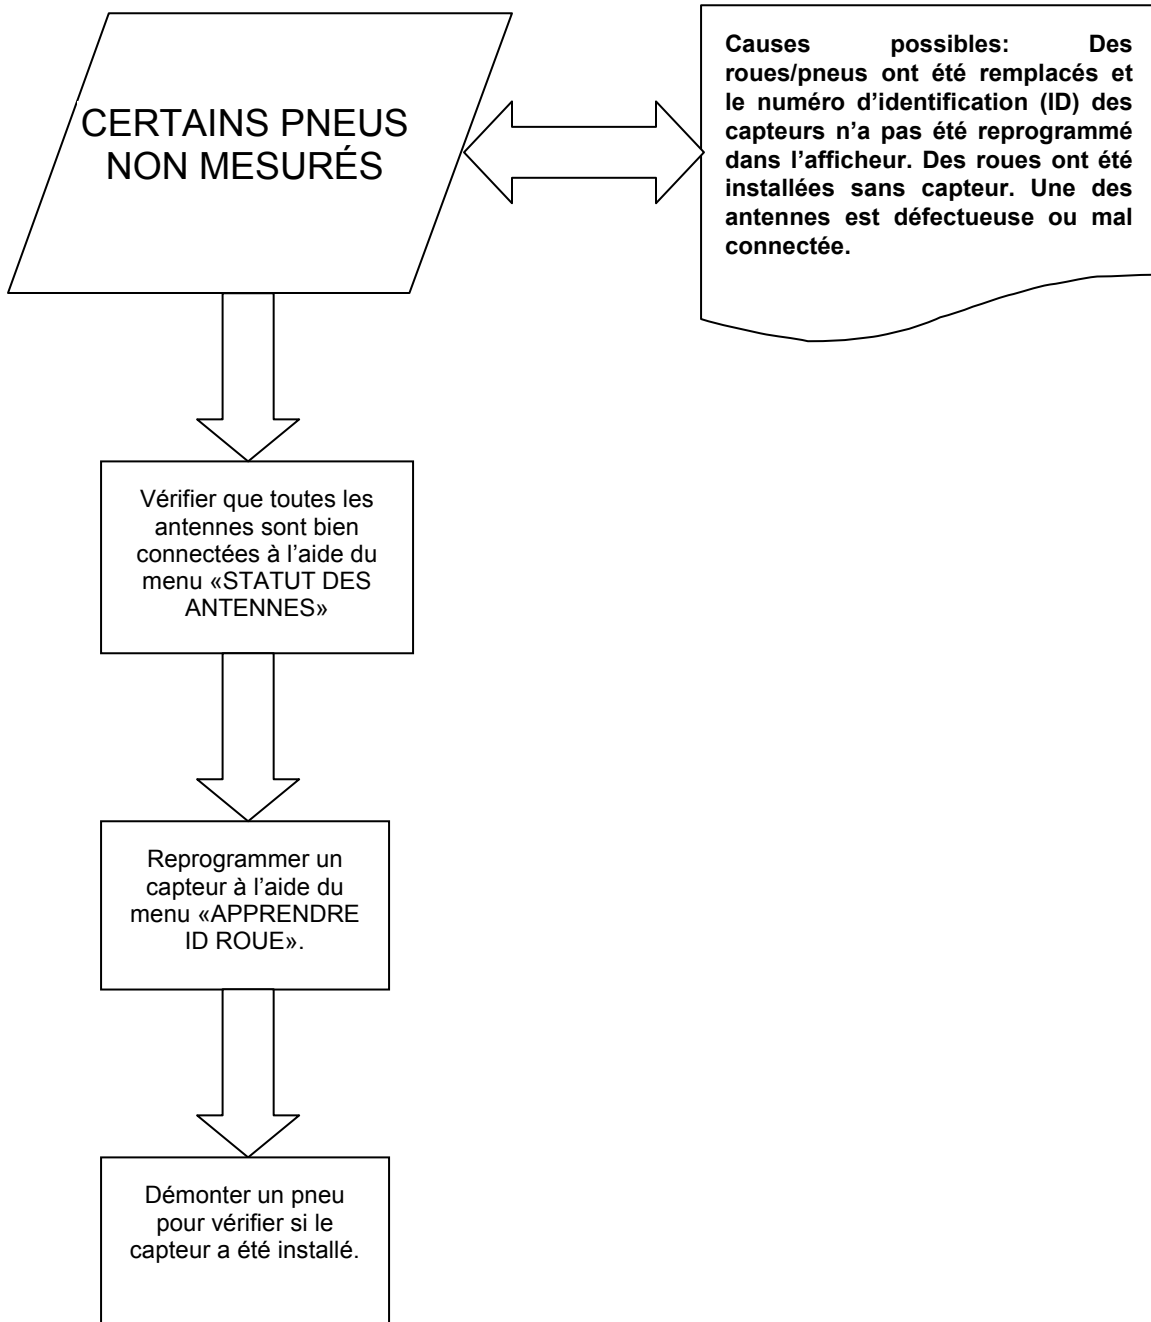 CERTAINS PNEUS
NON MESURÉS
Causes possibles: Des
roues/pneus ont été remplacés et
le numéro d’identification (ID) des
capteurs n’a pas été reprogrammé
dans l’afficheur. Des roues ont été
installées sans capteur. Une des
antennes est défectueuse ou mal
connectée.
Vérifier que toutes les
antennes sont bien
connectées à l’aide du
menu «STATUT DES
ANTENNES»
Reprogrammer un
capteur à l’aide du
menu «APPRENDRE
ID ROUE».
Démonter un pneu
pour vérifier si le
capteur a été installé.